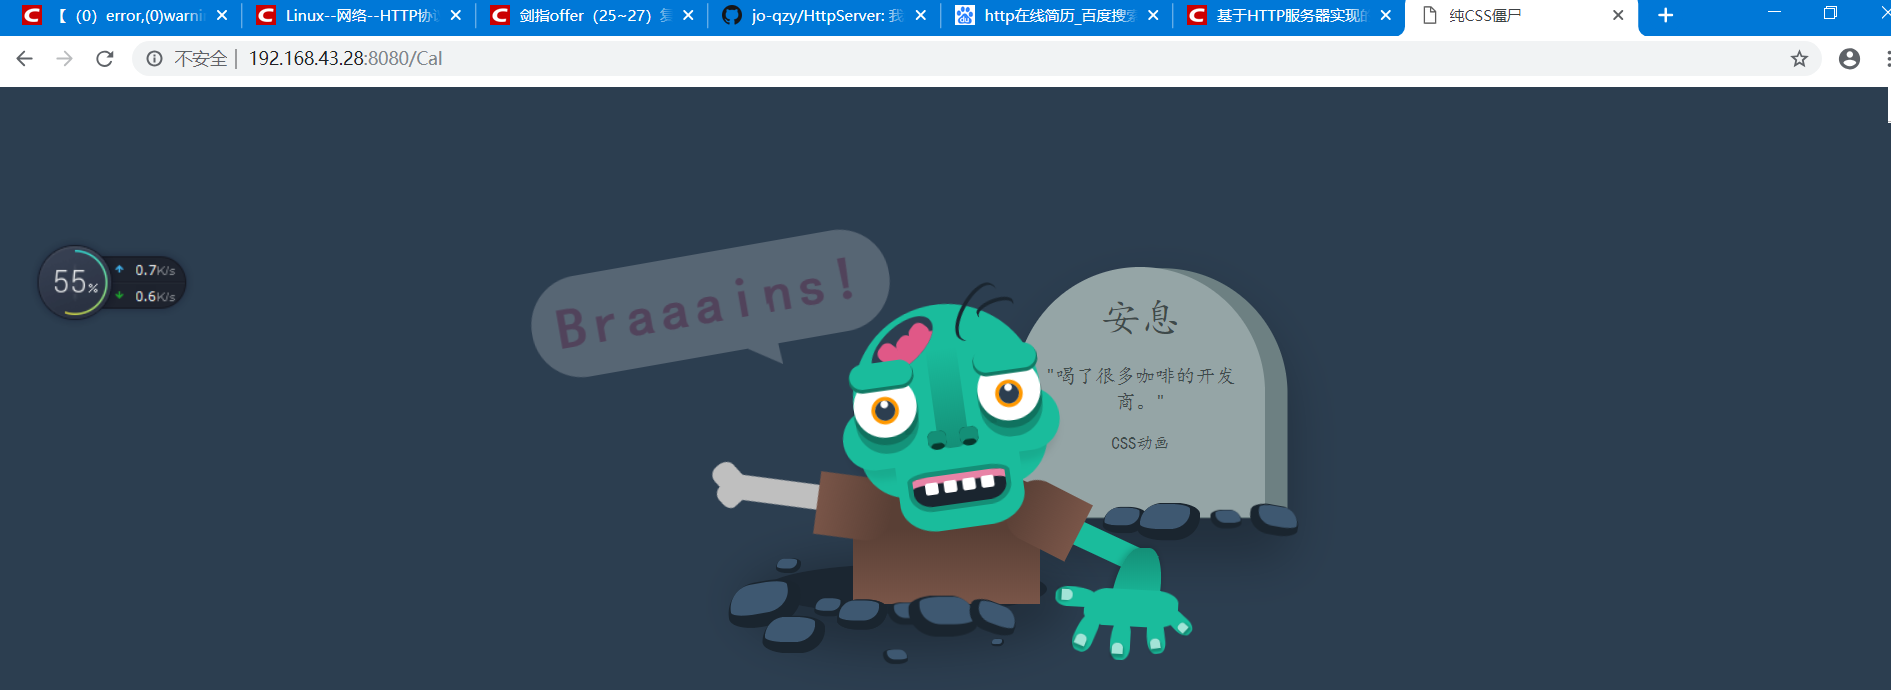 【（0）error,(0)warni
Linux--网络--HTTP协议
剑指offer（25~27）复
jo-qzy/HttpServer: 我
http在线简历_百度搜索
基于HTTP服务器实现的
纯CSS僵尸
不安全 | 192.168.43.28:8080/Cal
Braaains!
55%
0.7K/s
0.6K/s
安息
"喝了很多咖啡的开发
商。"
CSS动画